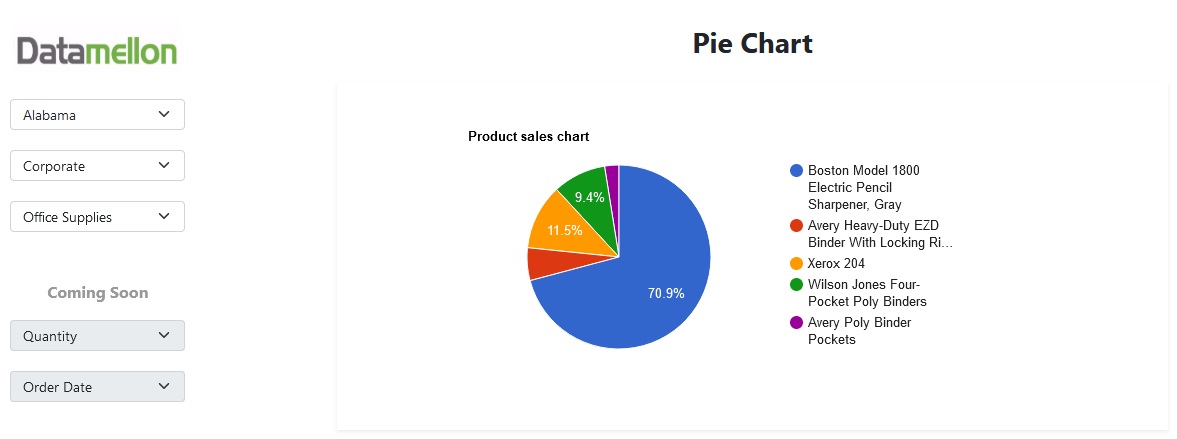 Datamellon
Alabama
Corporate
Office Supplies
Coming Soon
Quantity
Order Date
Pie Chart
Product sales chart
9.4%
11.5%
70.9%
Boston Model 1800
Electric Pencil
Sharpener, Gray
Avery Heavy-Duty EZD
Binder With Locking Ri...
Xerox 204
Wilson Jones Four-
Pocket Poly Binders
Avery Poly Binder
Pockets